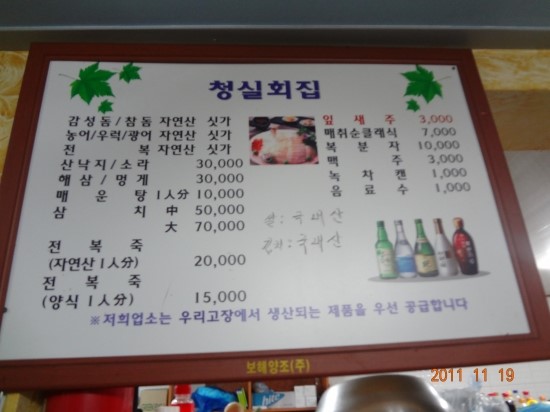 청실회집
감성돔/참돔 자연산 싯가
농어/우럭/광어 자연산 싯가
전 복 자연산 싯가
산낙지/소라 30,000
해삼/멍게 30,000
매운탕 1人分 10,000
삼 치 中 50,000
大 70,000
전 복 죽
(자연산 1人分) 20,000
전 복 죽
(양식 1人分) 15,000
잎 새 주 3,000
매취순클래식 7,000
복 분 자 10,000
맥 주 3,000
녹 차 캔 1,000
음 료 수 1,000
쌀: 국내산
김치: 국내산
※저희업소는 우리고장에서 생산되는 제품을 우선 공급합니다
보해양조(주)
hite
2011 11 19